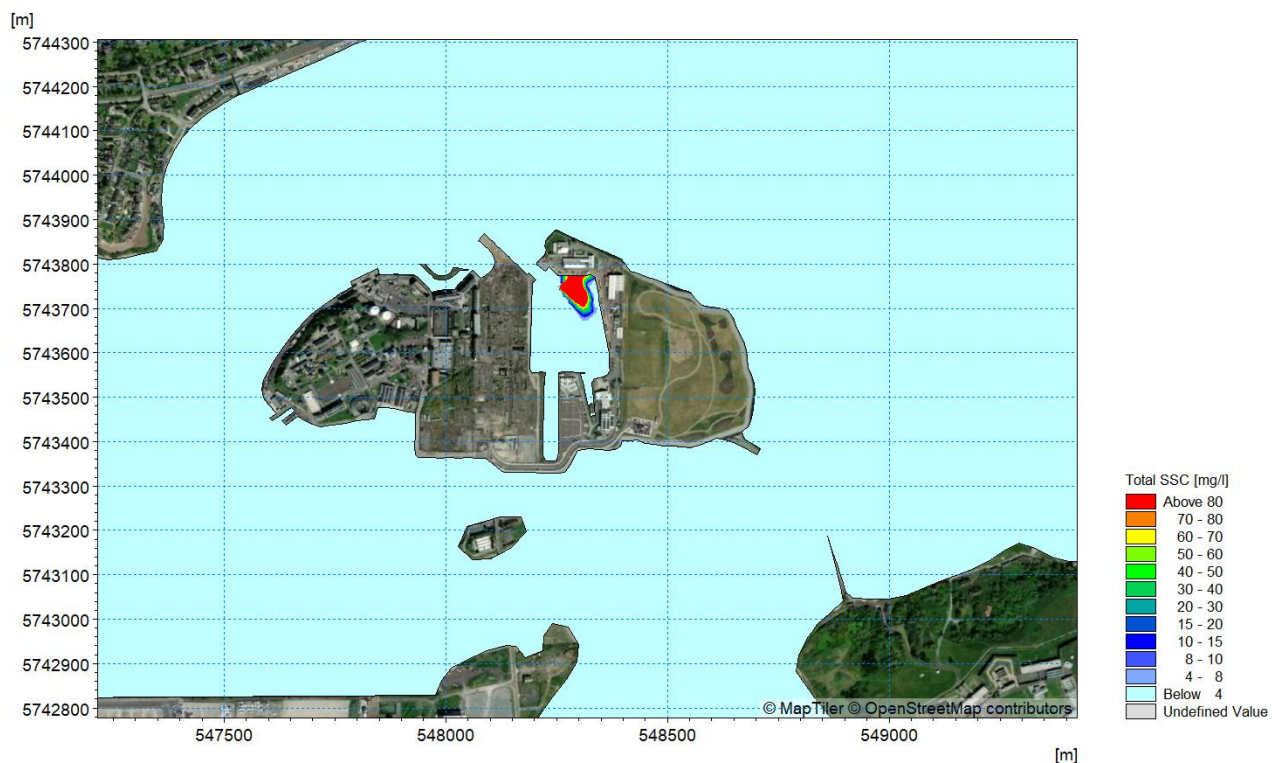 [m]
5744300
5744200
5744100
5744000
5743900
5743800
5743700
5743600
5743500
5743400
5743300
5743200
5743100
5743000
5742900
5742800
547500 548000 548500 549000
[m]
© MapTiler © OpenStreetMap contributors
Total SSC [mg/l]
Above 80
70 - 80
60 - 70
50 - 60
40 - 50
30 - 40
20 - 30
15 - 20
10 - 15
8 - 10
4 - 8
Below 4
Undefined Value